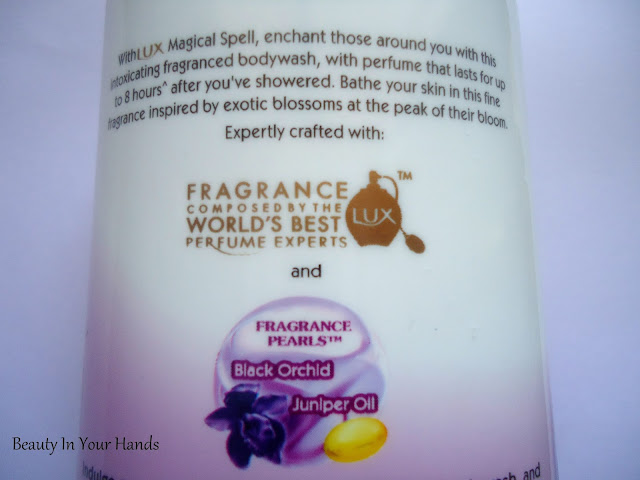 With LUX Magical Spell, enchant those around you with this
intoxicating fragranced bodywash, with perfume that lasts for up
to 8 hours^ after you've showered. Bathe your skin in this fine
fragrance inspired by exotic blossoms at the peak of their bloom.
Expertly crafted with:
FRAGRANCE
COMPOSED BY THE
WORLD'S BEST
PERFUME EXPERTS
LUX
TM
and
FRAGRANCE
PEARLS™
Black Orchid
Juniper Oil
Beauty In Your Hands
and